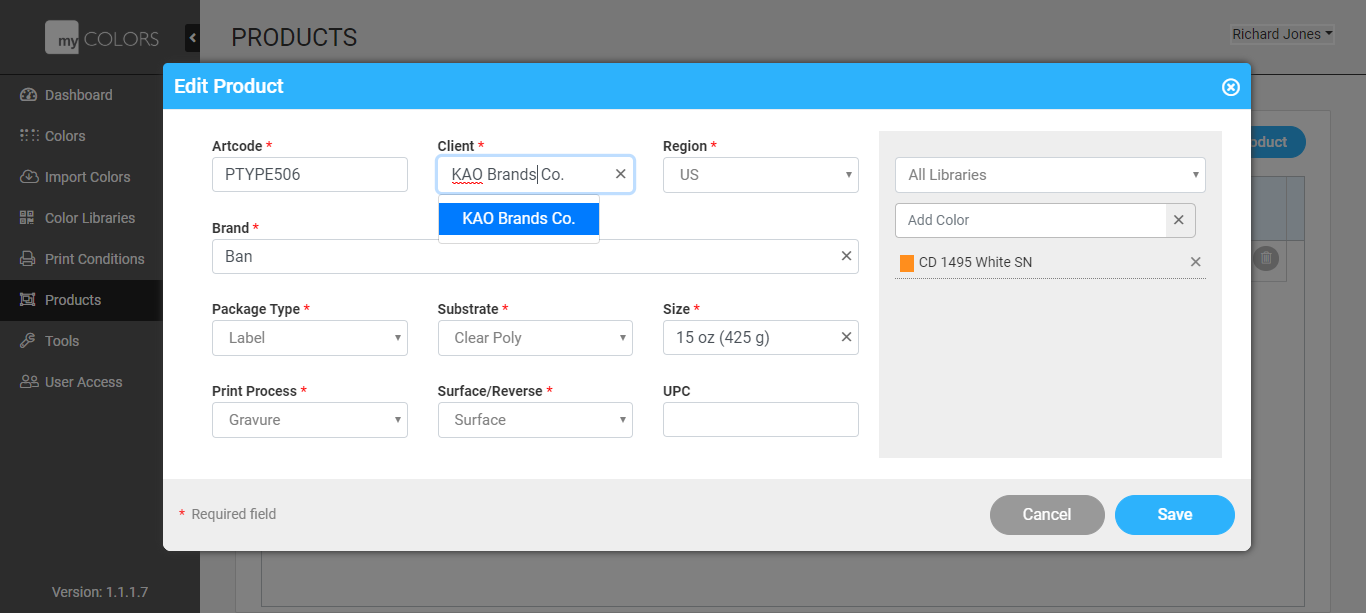 my COLORS
PRODUCTS
Richard Jones
Dashboard
Colors
Import Colors
Color Libraries
Print Conditions
Products
Tools
User Access
Version: 1.1.1.7
Edit Product
Artcode *
PTYPE506
Client *
KAO Brands Co.
KAO Brands Co.
Region *
US
Brand *
Ban
Package Type *
Label
Substrate *
Clear Poly
Size *
15 oz (425 g)
Print Process *
Gravure
Surface/Reverse *
Surface
UPC
All Libraries
Add Color
CD 1495 White SN
oduct
* Required field
Cancel
Save